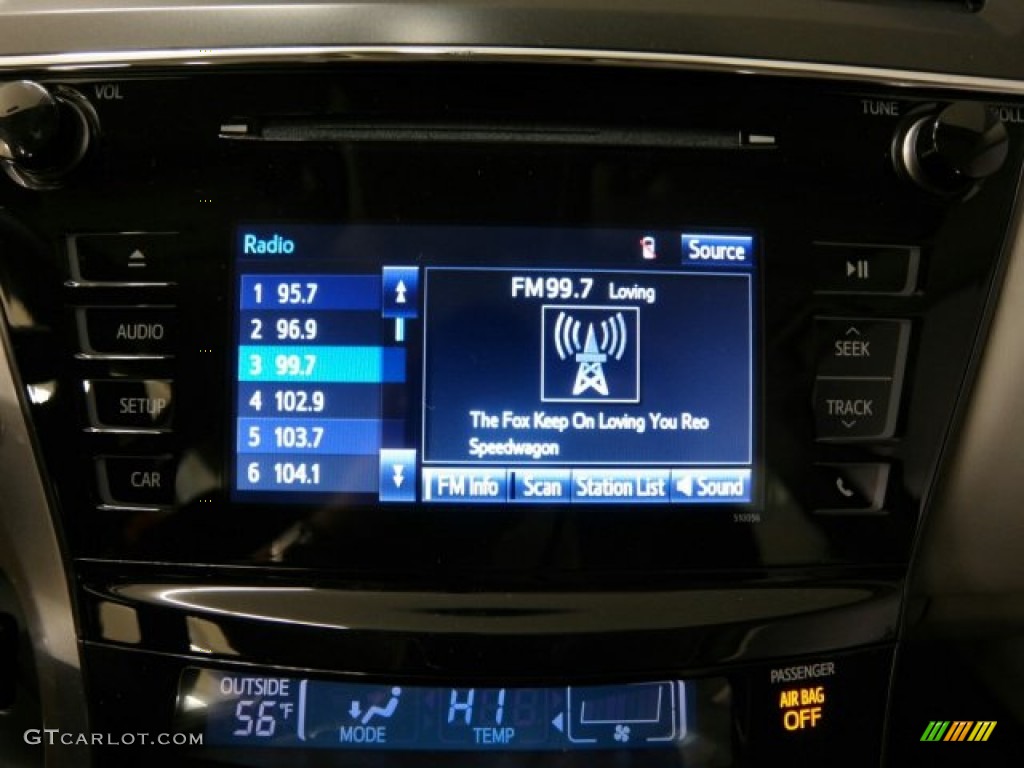 VOL
TUNE
Radio
Source
1 95.7
2 96.9
3 99.7
4 102.9
5 103.7
6 104.1
FM99.7 Loving
The Fox Keep On Loving You Reo
Speedwagon
FM Info
Scan
Station List
Sound
AUDIO
SETUP
CAR
SEEK
TRACK
510056
OUTSIDE
56°F
MODE
HI
TEMP
PASSENGER
AIR BAG
OFF
GTCARLOT.COM